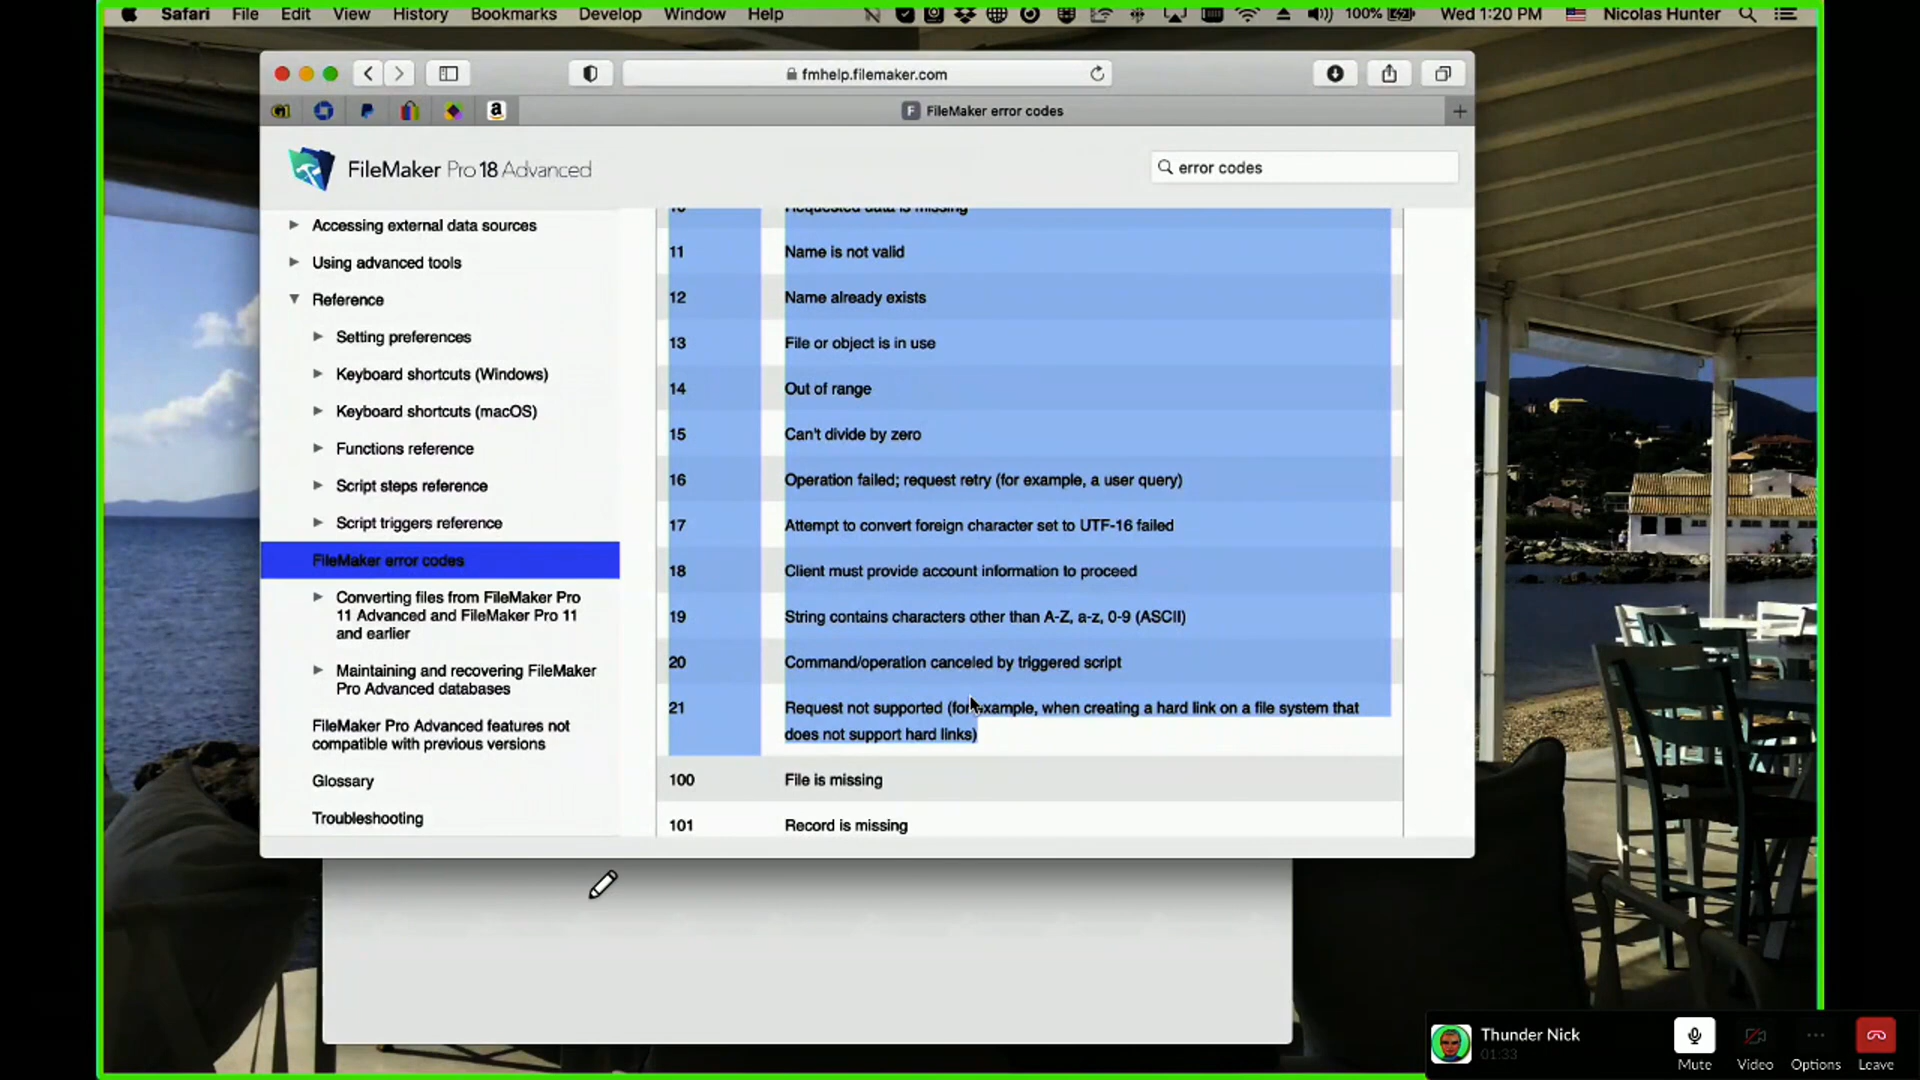 Safari File Edit View History Bookmarks Develop Window Help 100% Wed 1:20 PM Nicolas Hunter
fmhelp.filemaker.com
FileMaker error codes
FileMaker Pro 18 Advanced
error codes
Accessing external data sources
Using advanced tools
Reference
Setting preferences
Keyboard shortcuts (Windows)
Keyboard shortcuts (macOS)
Functions reference
Script steps reference
Script triggers reference
FileMaker error codes
Converting files from FileMaker Pro
11 Advanced and FileMaker Pro 11
and earlier
Maintaining and recovering FileMaker
Pro Advanced databases
FileMaker Pro Advanced features not
compatible with previous versions
Glossary
Troubleshooting
10 Requested data is missing
11 Name is not valid
12 Name already exists
13 File or object is in use
14 Out of range
15 Can't divide by zero
16 Operation failed; request retry (for example, a user query)
17 Attempt to convert foreign character set to UTF-16 failed
18 Client must provide account information to proceed
19 String contains characters other than A-Z, a-z, 0-9 (ASCII)
20 Command/operation canceled by triggered script
21 Request not supported (for example, when creating a hard link on a file system that
does not support hard links)
100 File is missing
101 Record is missing
Thunder Nick
01:33
Mute Video Options Leave